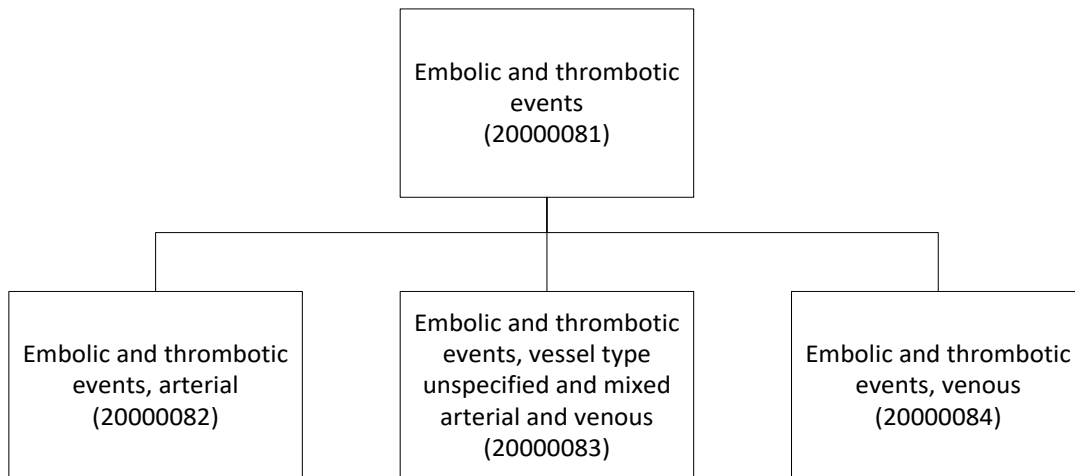 Embolic and thrombotic
events
(20000081)
Embolic and thrombotic
events, arterial
(20000082)
Embolic and thrombotic
events, vessel type
unspecified and mixed
arterial and venous
(20000083)
Embolic and thrombotic
events, venous
(20000084)